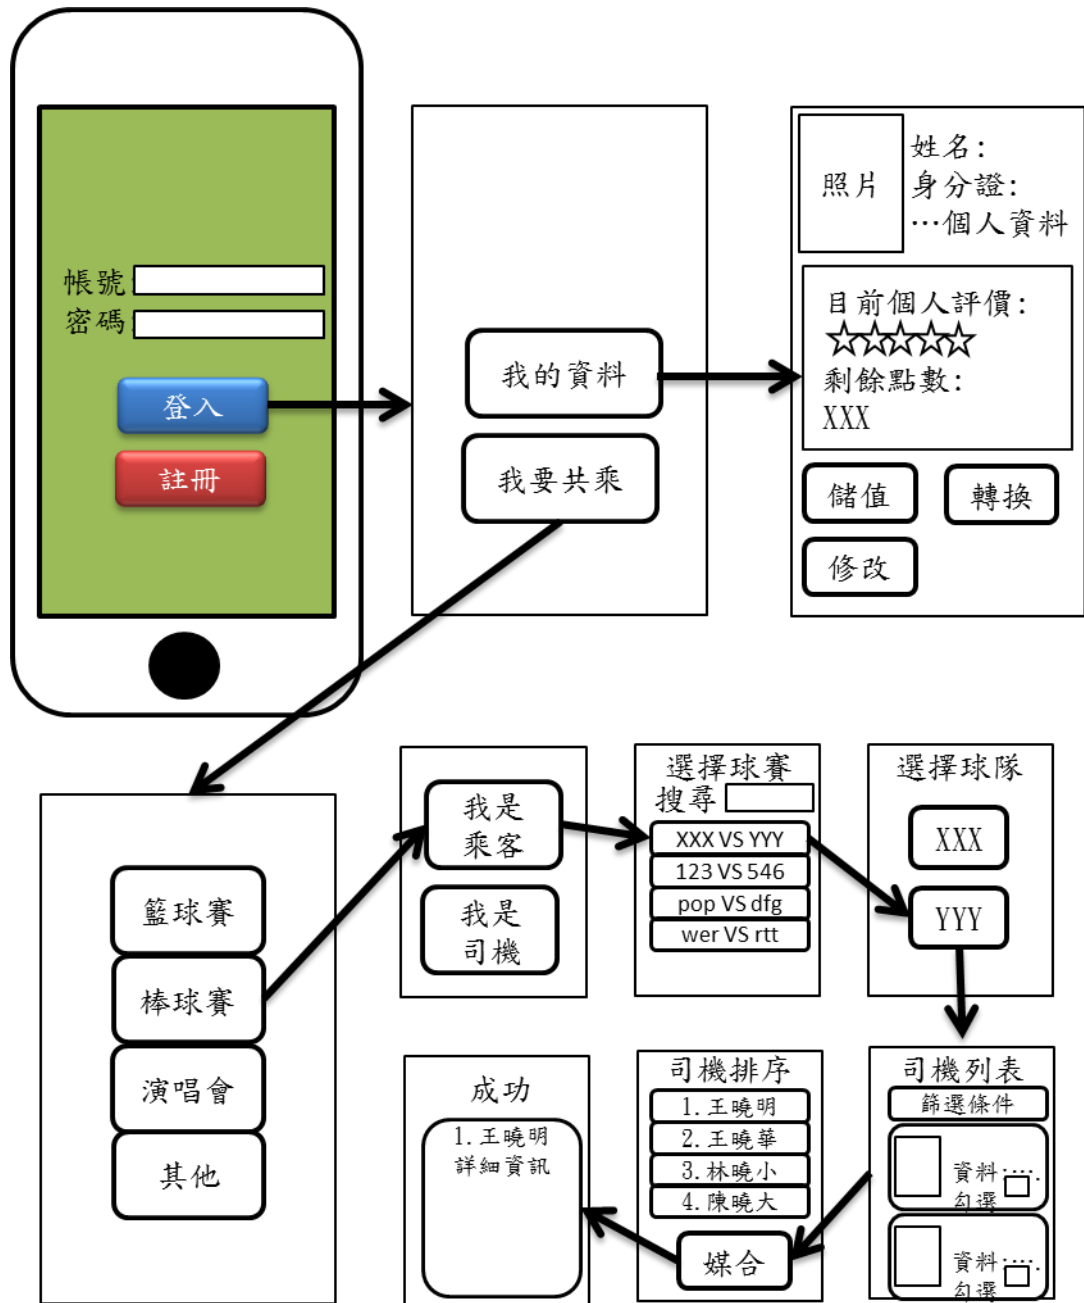 帳號:
密碼:
登入
註冊
我的資料
我要共乘
照片
姓名:
身分證:
…個人資料
目前個人評價:
☆☆☆☆☆
剩餘點數:
XXX
儲值
轉換
修改
籃球賽
棒球賽
演唱會
其他
我是
乘客
我是
司機
選擇球賽
搜尋
XXX VS YYY
123 VS 546
pop VS dfg
wer VS rtt
選擇球隊
XXX
YYY
司機列表
篩選條件
資料:….
勾選
資料:….
勾選
司機排序
1.王曉明
2.王曉華
3.林曉小
4.陳曉大
媒合
成功
1.王曉明
詳細資訊